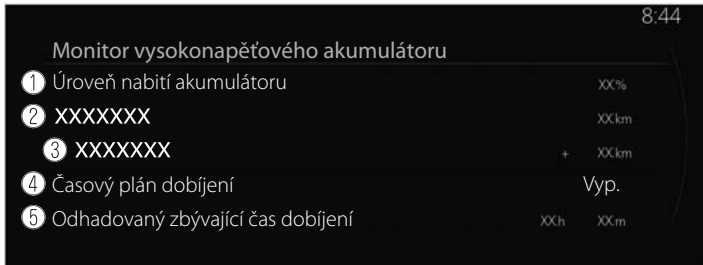 8:44
Monitor vysokonapěťového akumulátoru
① Úroveň nabití akumulátoru XX%
② XXXXXXX XX km
③ XXXXXXX + XX km
④ Časový plán dobíjení Vyp.
⑤ Odhadovaný zbývající čas dobíjení XX h XX m